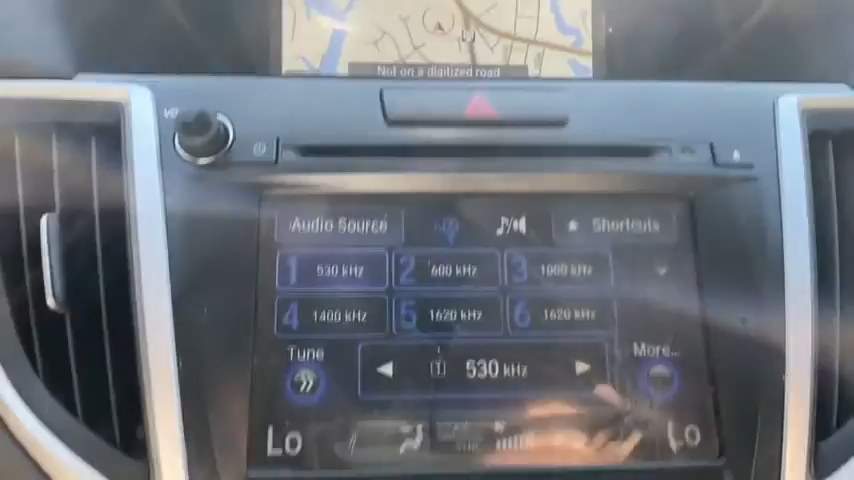 Not on a digitized road
VOL
Audio Source
Shortcuts
1 530 kHz
2 600 kHz
3 1000 kHz
4 1400 kHz
5 1620 kHz
6 1620 kHz
Tune
530 kHz
More...
Lo
Lo